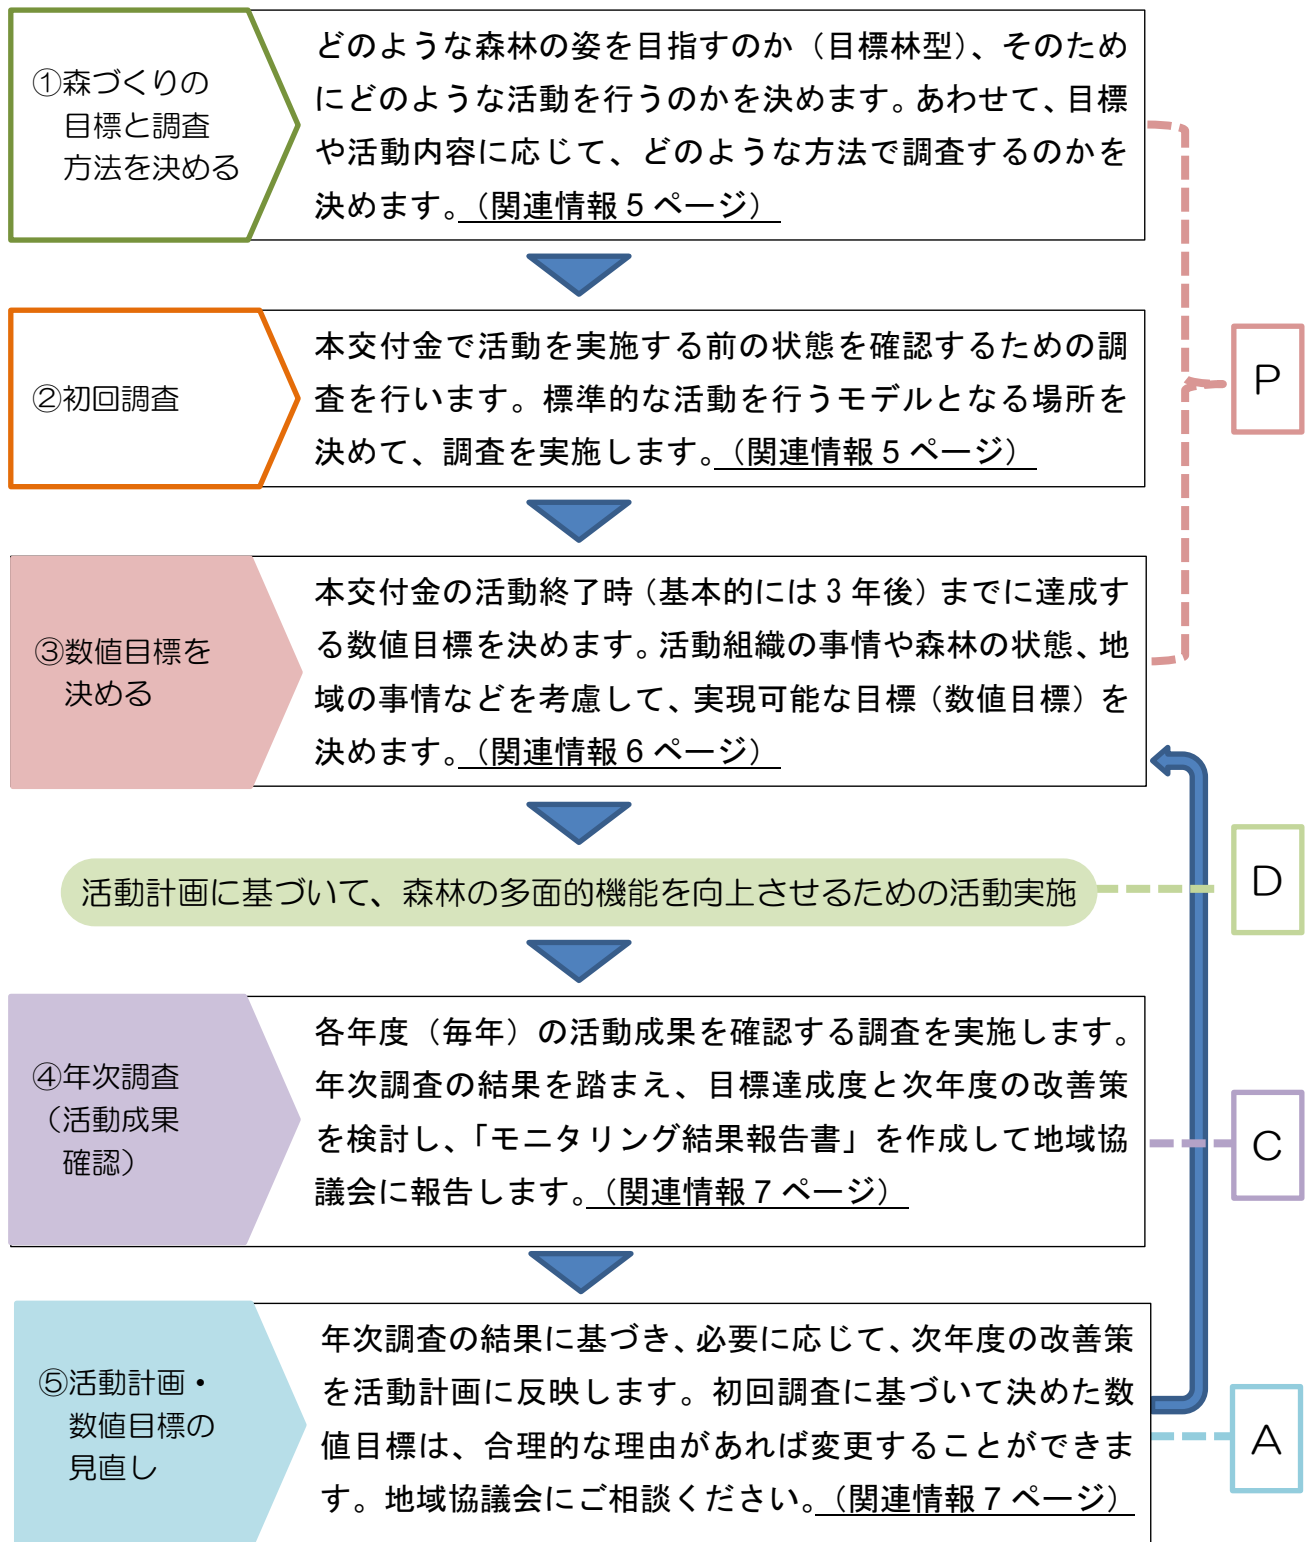 ①森づくりの
目標と調査
方法を決める
どのような森林の姿を目指すのか（目標林型）、そのため
にどのような活動を行うのかを決めます。あわせて、目標
や活動内容に応じて、どのような方法で調査するのかを
決めます。（関連情報 5 ページ）
②初回調査
本交付金で活動を実施する前の状態を確認するための調
査を行います。標準的な活動を行うモデルとなる場所を
決めて、調査を実施します。（関連情報 5 ページ）
P
③数値目標を
決める
本交付金の活動終了時（基本的には 3 年後）までに達成す
る数値目標を決めます。活動組織の事情や森林の状態、地
域の事情などを考慮して、実現可能な目標（数値目標）を
決めます。（関連情報 6 ページ）
活動計画に基づいて、森林の多面的機能を向上させるための活動実施
D
④年次調査
（活動成果
確認）
各年度（毎年）の活動成果を確認する調査を実施します。
年次調査の結果を踏まえ、目標達成度と次年度の改善策
を検討し、「モニタリング結果報告書」を作成して地域協
議会に報告します。（関連情報 7 ページ）
C
⑤活動計画・
数値目標の
見直し
年次調査の結果に基づき、必要に応じて、次年度の改善策
を活動計画に反映します。初回調査に基づいて決めた数
値目標は、合理的な理由があれば変更することができま
す。地域協議会にご相談ください。（関連情報 7 ページ）
A